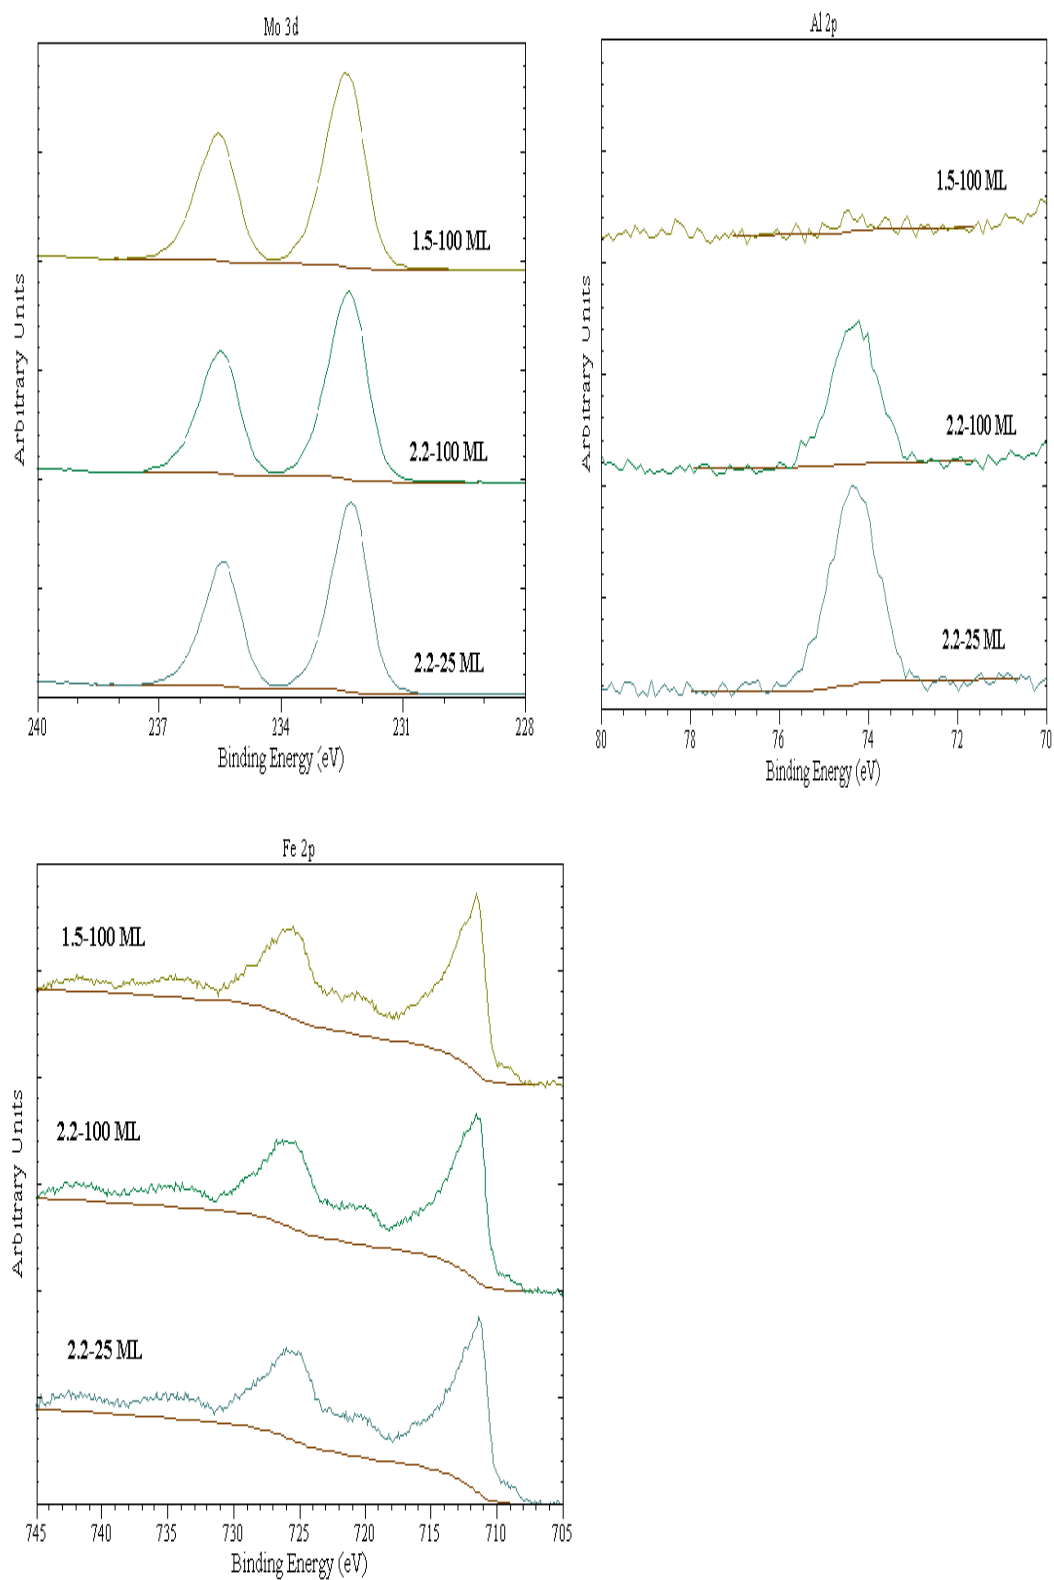 Mo 3d
Arbitrary Units
1.5-100 ML
2.2-100 ML
2.2-25 ML
240 237 234 231 228
Binding Energy (eV)
Al 2p
Arbitrary Units
1.5-100 ML
2.2-100 ML
2.2-25 ML
80 78 76 74 72 70
Binding Energy (eV)
Fe 2p
Arbitrary Units
1.5-100 ML
2.2-100 ML
2.2-25 ML
745 740 735 730 725 720 715 710 705
Binding Energy (eV)